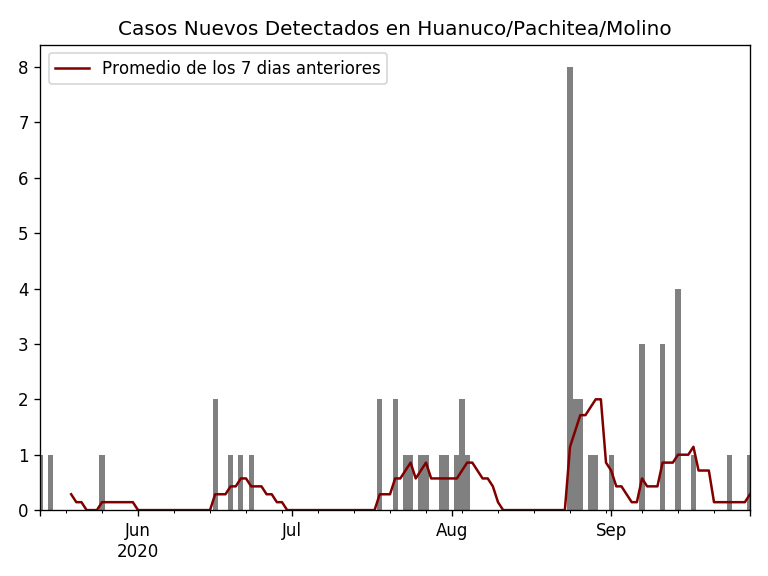 Casos Nuevos Detectados en Huanuco/Pachitea/Molino
Promedio de los 7 dias anteriores
8
7
6
5
4
3
2
1
0
Jun
2020
Jul
Aug
Sep